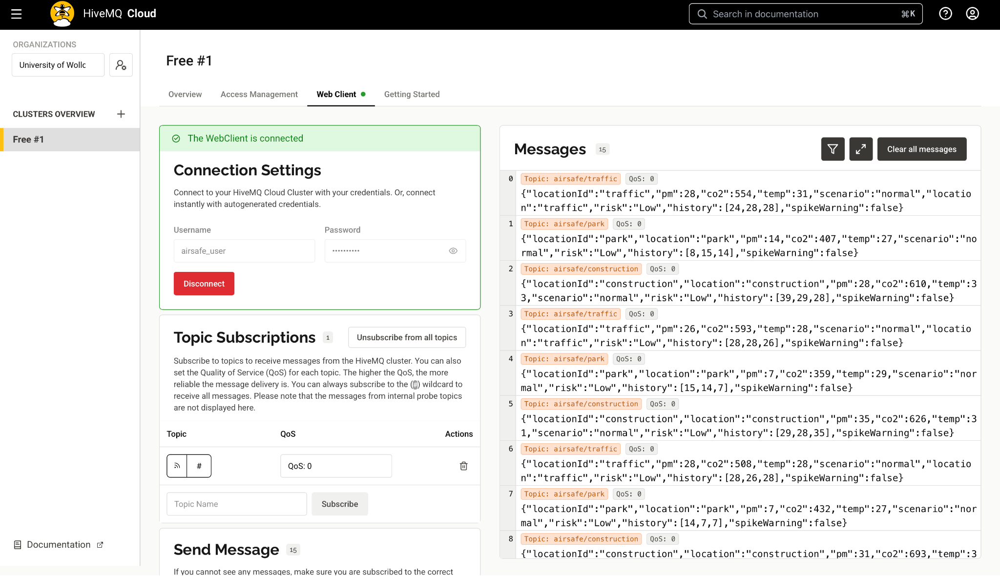 HiveMQ Cloud
Search in documentation
⌘K
ORGANIZATIONS
University of Wollc
CLUSTERS OVERVIEW
Free #1
Documentation
Free #1
Overview
Access Management
Web Client
Getting Started
The WebClient is connected
Connection Settings
Connect to your HiveMQ Cloud Cluster with your credentials. Or, connect
instantly with autogenerated credentials.
Username
Password
airsafe_user
••••••••••
Disconnect
Topic Subscriptions 1
Unsubscribe from all topics
Subscribe to topics to receive messages from the HiveMQ cluster. You can also
set the Quality of Service (QoS) for each topic. The higher the QoS, the more
reliable the message delivery is. You can always subscribe to the (#) wildcard to
receive all messages. Please note that the messages from internal probe topics
are not displayed here.
Topic QoS Actions
# QoS: 0
Topic Name
Subscribe
Send Message 15
If you cannot see any messages, make sure you are subscribed to the correct
Messages 15
Clear all messages
0 Topic: airsafe/traffic QoS: 0
{"locationId":"traffic","pm":28,"co2":554,"temp":31,"scenario":"normal","locatio
n":"traffic","risk":"Low","history":[24,28,28],"spikeWarning":false}
1 Topic: airsafe/park QoS: 0
{"locationId":"park","location":"park","pm":14,"co2":407,"temp":27,"scenario":"no
rmal","risk":"Low","history":[8,15,14],"spikeWarning":false}
2 Topic: airsafe/construction QoS: 0
{"locationId":"construction","location":"construction","pm":28,"co2":610,"temp":3
3,"scenario":"normal","risk":"Low","history":[39,29,28],"spikeWarning":false}
3 Topic: airsafe/traffic QoS: 0
{"locationId":"traffic","pm":26,"co2":593,"temp":28,"scenario":"normal","locatio
n":"traffic","risk":"Low","history":[28,28,26],"spikeWarning":false}
4 Topic: airsafe/park QoS: 0
{"locationId":"park","location":"park","pm":7,"co2":359,"temp":29,"scenario":"nor
mal","risk":"Low","history":[15,14,7],"spikeWarning":false}
5 Topic: airsafe/construction QoS: 0
{"locationId":"construction","location":"construction","pm":35,"co2":626,"temp":3
1,"scenario":"normal","risk":"Low","history":[29,28,35],"spikeWarning":false}
6 Topic: airsafe/traffic QoS: 0
{"locationId":"traffic","pm":28,"co2":508,"temp":28,"scenario":"normal","locatio
n":"traffic","risk":"Low","history":[28,26,28],"spikeWarning":false}
7 Topic: airsafe/park QoS: 0
{"locationId":"park","location":"park","pm":7,"co2":432,"temp":27,"scenario":"nor
mal","risk":"Low","history":[14,7,7],"spikeWarning":false}
8 Topic: airsafe/construction QoS: 0
{"locationId":"construction","location":"construction","pm":31,"co2":693,"temp":3